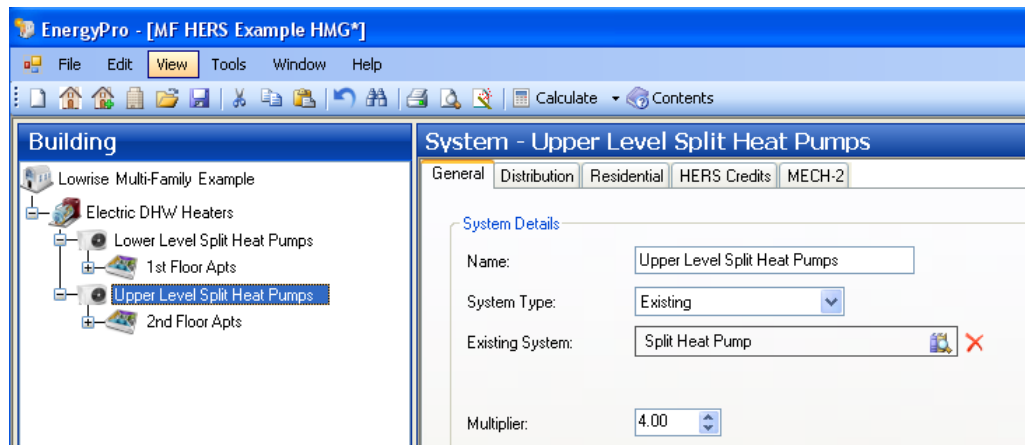 EnergyPro - [MF HERS Example HMG*]
File Edit View Tools Window Help
Calculate Contents
Building
Lowrise Multi-Family Example
Electric DHW Heaters
Lower Level Split Heat Pumps
1st Floor Apts
Upper Level Split Heat Pumps
2nd Floor Apts
System - Upper Level Split Heat Pumps
General Distribution Residential HERS Credits MECH-2
System Details
Name: Upper Level Split Heat Pumps
System Type: Existing
Existing System: Split Heat Pump
Multiplier: 4.00